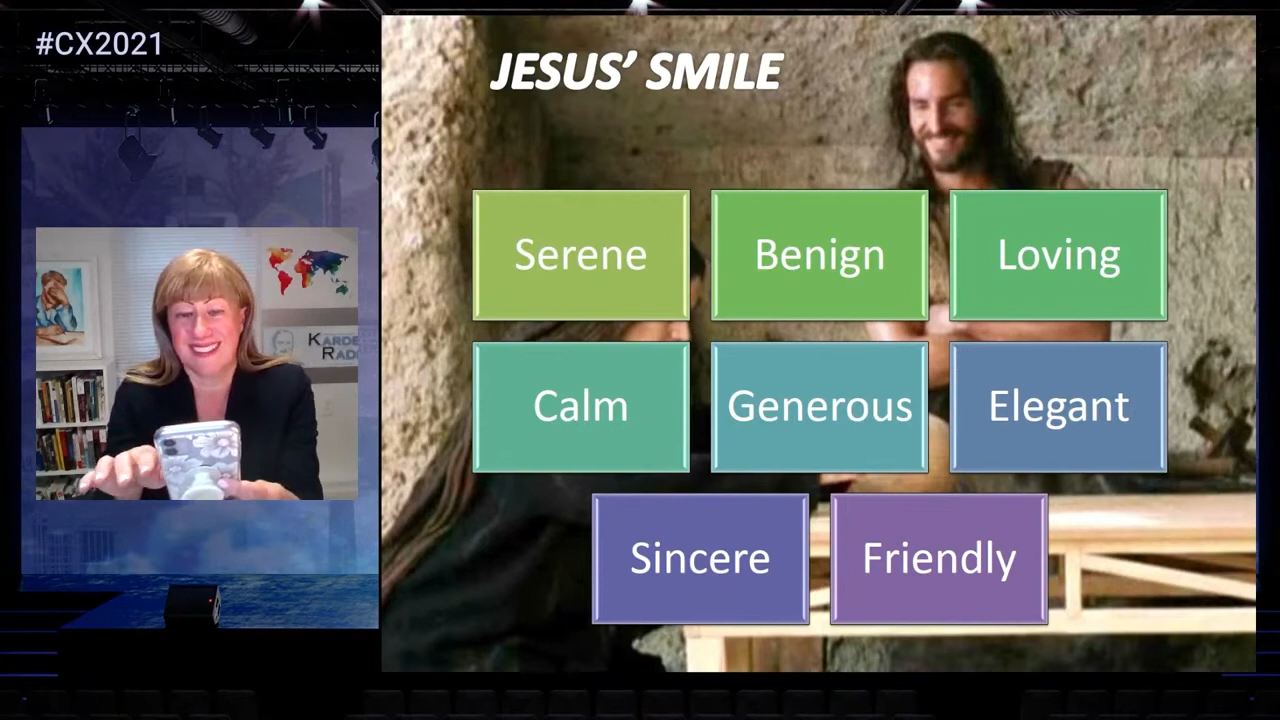 #CX2021
JESUS’ SMILE
Serene
Benign
Loving
Calm
Generous
Elegant
Sincere
Friendly